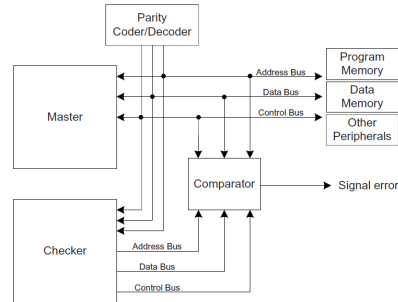 Parity
Coder/Decoder
Master
Address Bus
Data Bus
Control Bus
Program
Memory
Data
Memory
Other
Peripherals
Comparator
Signal error
Checker
Address Bus
Data Bus
Control Bus